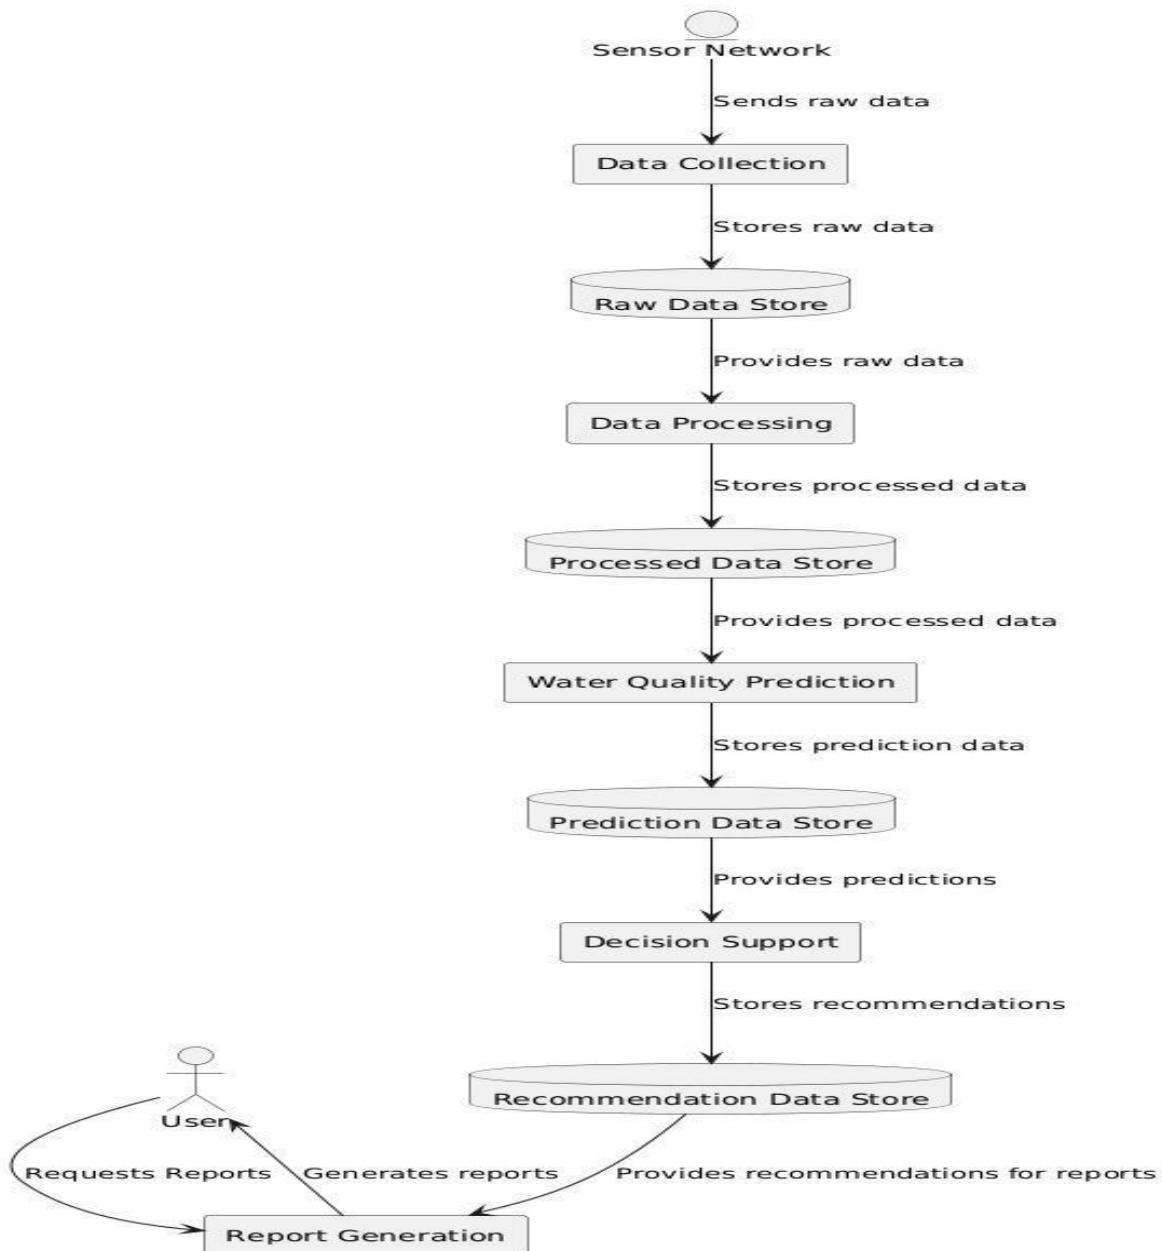 Sensor Network
Sends raw data
Data Collection
Stores raw data
Raw Data Store
Provides raw data
Data Processing
Stores processed data
Processed Data Store
Provides processed data
Water Quality Prediction
Stores prediction data
Prediction Data Store
Provides predictions
Decision Support
Stores recommendations
Recommendation Data Store
User
Requests Reports
Generates reports
Provides recommendations for reports
Report Generation